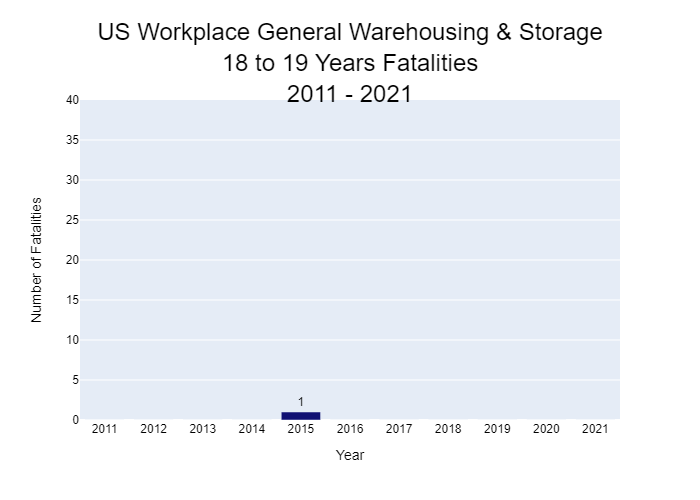 US Workplace General Warehousing & Storage
18 to 19 Years Fatalities
2011 - 2021
40
35
30
25
20
15
10
5
0
Number of Fatalities
1
2011 2012 2013 2014 2015 2016 2017 2018 2019 2020 2021
Year